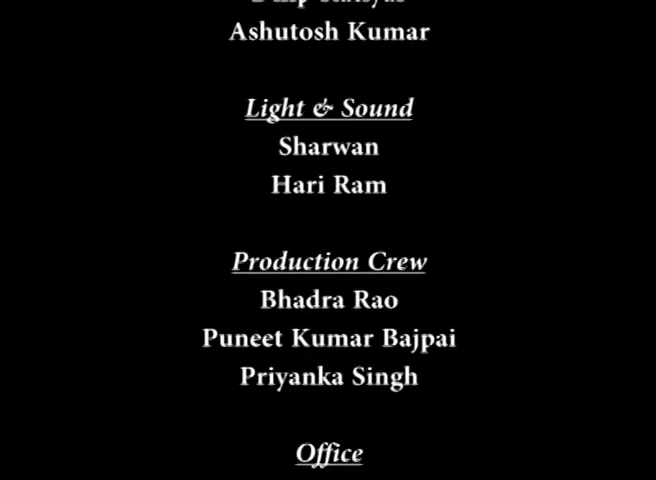 Ashutosh Kumar
Light & Sound
Sharwan
Hari Ram
Production Crew
Bhadra Rao
Puneet Kumar Bajpai
Priyanka Singh
Office